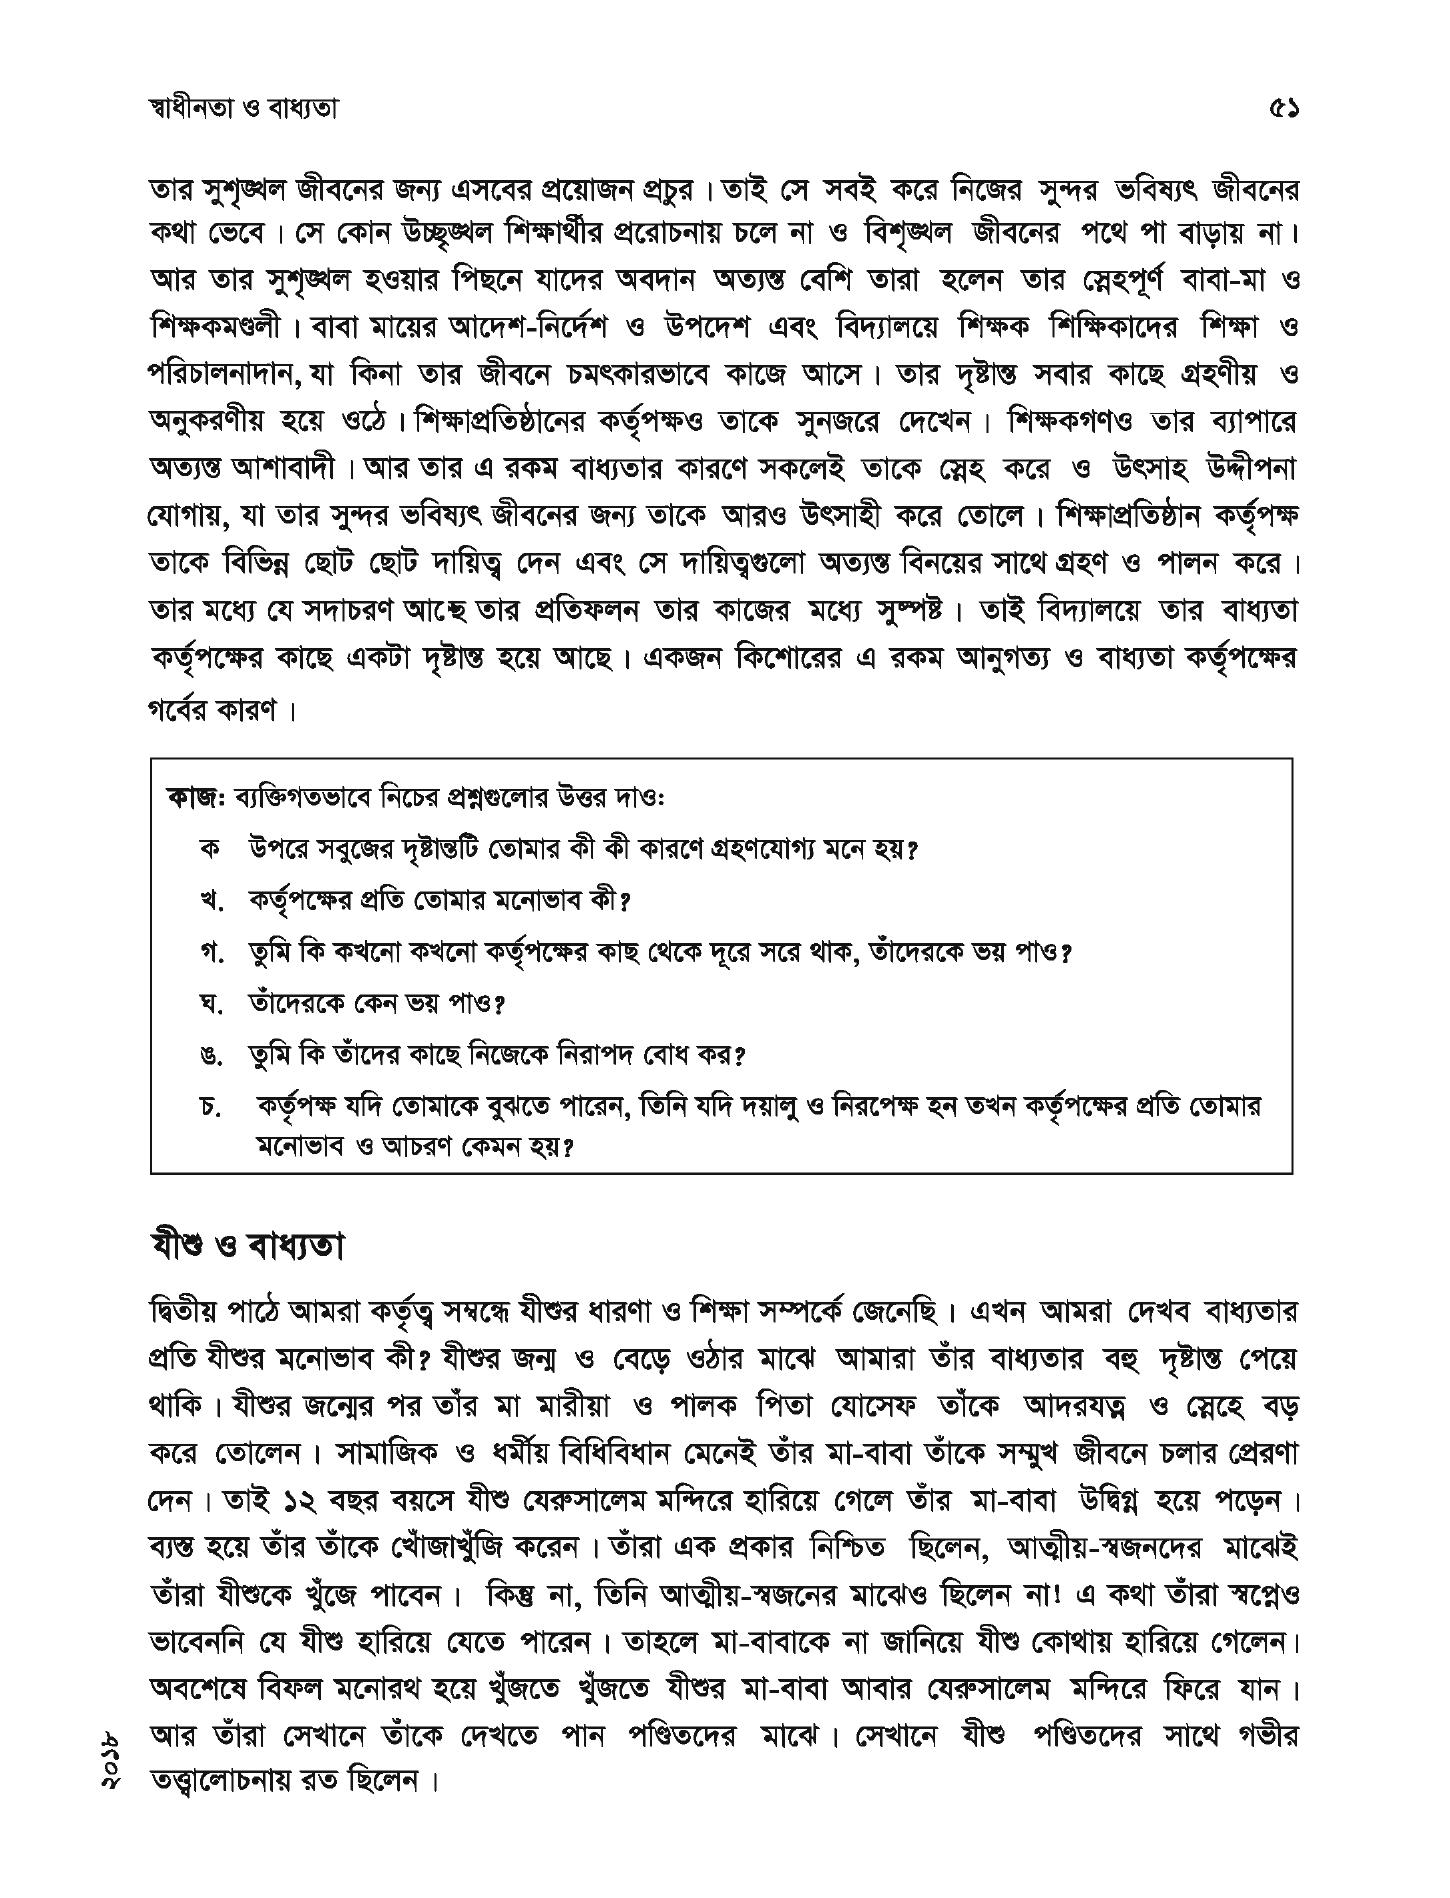 স্বাধীনতা ও বাধ্যতা
৫১
তার সুশৃঙ্খল জীবনের জন্য এসবের প্রয়োজন প্রচুর। তাই সে সবই করে নিজের সুন্দর ভবিষ্যৎ জীবনের
কথা ভেবে। সে কোন উচ্ছৃঙ্খল শিক্ষার্থীর প্ররোচনায় চলে না ও বিশৃঙ্খল জীবনের পথে পা বাড়ায় না।
আর তার সুশৃঙ্খল হওয়ার পিছনে যাদের অবদান অত্যন্ত বেশি তারা হলেন তার স্নেহপূর্ণ বাবা-মা ও
শিক্ষকমণ্ডলী। বাবা মায়ের আদেশ-নির্দেশ ও উপদেশ এবং বিদ্যালয়ে শিক্ষক শিক্ষিকাদের শিক্ষা ও
পরিচালনাদান, যা কিনা তার জীবনে চমৎকারভাবে কাজে আসে। তার দৃষ্টান্ত সবার কাছে গ্রহণীয় ও
অনুকরণীয় হয়ে ওঠে। শিক্ষাপ্রতিষ্ঠানের কর্তৃপক্ষও তাকে সুনজরে দেখেন। শিক্ষকগণও তার ব্যাপারে
অত্যন্ত আশাবাদী। আর তার এ রকম বাধ্যতার কারণে সকলেই তাকে স্নেহ করে ও উৎসাহ উদ্দীপনা
যোগায়, যা তার সুন্দর ভবিষ্যৎ জীবনের জন্য তাকে আরও উৎসাহী করে তোলে। শিক্ষাপ্রতিষ্ঠান কর্তৃপক্ষ
তাকে বিভিন্ন ছোট ছোট দায়িত্ব দেন এবং সে দায়িত্বগুলো অত্যন্ত বিনয়ের সাথে গ্রহণ ও পালন করে।
তার মধ্যে যে সদাচরণ আছে তার প্রতিফলন তার কাজের মধ্যে সুষ্পষ্ট। তাই বিদ্যালয়ে তার বাধ্যতা
কর্তৃপক্ষের কাছে একটা দৃষ্টান্ত হয়ে আছে। একজন কিশোরের এ রকম আনুগত্য ও বাধ্যতা কর্তৃপক্ষের
গর্বের কারণ।
কাজ: ব্যক্তিগতভাবে নিচের প্রশ্নগুলোর উত্তর দাও:
ক উপরে সবুজের দৃষ্টান্তটি তোমার কী কী কারণে গ্রহণযোগ্য মনে হয়?
খ. কর্তৃপক্ষের প্রতি তোমার মনোভাব কী?
গ. তুমি কি কখনো কখনো কর্তৃপক্ষের কাছ থেকে দূরে সরে থাক, তাঁদেরকে ভয় পাও?
ঘ. তাঁদেরকে কেন ভয় পাও?
ঙ. তুমি কি তাঁদের কাছে নিজেকে নিরাপদ বোধ কর?
চ. কর্তৃপক্ষ যদি তোমাকে বুঝতে পারেন, তিনি যদি দয়ালু ও নিরপেক্ষ হন তখন কর্তৃপক্ষের প্রতি তোমার
মনোভাব ও আচরণ কেমন হয়?
যীশু ও বাধ্যতা
দ্বিতীয় পাঠে আমরা কর্তৃত্ব সম্বন্ধে যীশুর ধারণা ও শিক্ষা সম্পর্কে জেনেছি। এখন আমরা দেখব বাধ্যতার
প্রতি যীশুর মনোভাব কী? যীশুর জন্ম ও বেড়ে ওঠার মাঝে আমারা তাঁর বাধ্যতার বহু দৃষ্টান্ত পেয়ে
থাকি। যীশুর জন্মের পর তাঁর মা মারীয়া ও পালক পিতা যোসেফ তাঁকে আদরযত্ন ও স্নেহে বড়
করে তোলেন। সামাজিক ও ধর্মীয় বিধিবিধান মেনেই তাঁর মা-বাবা তাঁকে সম্মুখ জীবনে চলার প্রেরণা
দেন। তাই ১২ বছর বয়সে যীশু যেরুসালেম মন্দিরে হারিয়ে গেলে তাঁর মা-বাবা উদ্বিগ্ন হয়ে পড়েন।
ব্যস্ত হয়ে তাঁর তাঁকে খোঁজাখুঁজি করেন। তাঁরা এক প্রকার নিশ্চিত ছিলেন, আত্মীয়-স্বজনদের মাঝেই
তাঁরা যীশুকে খুঁজে পাবেন। কিন্তু না, তিনি আত্মীয়-স্বজনের মাঝেও ছিলেন না! এ কথা তাঁরা স্বপ্নেও
ভাবেননি যে যীশু হারিয়ে যেতে পারেন। তাহলে মা-বাবাকে না জানিয়ে যীশু কোথায় হারিয়ে গেলেন।
অবশেষে বিফল মনোরথ হয়ে খুঁজতে খুঁজতে যীশুর মা-বাবা আবার যেরুসালেম মন্দিরে ফিরে যান।
আর তাঁরা সেখানে তাঁকে দেখতে পান পণ্ডিতদের মাঝে। সেখানে যীশু পণ্ডিতদের সাথে গভীর
তত্ত্বালোচনায় রত ছিলেন।
২০১৮